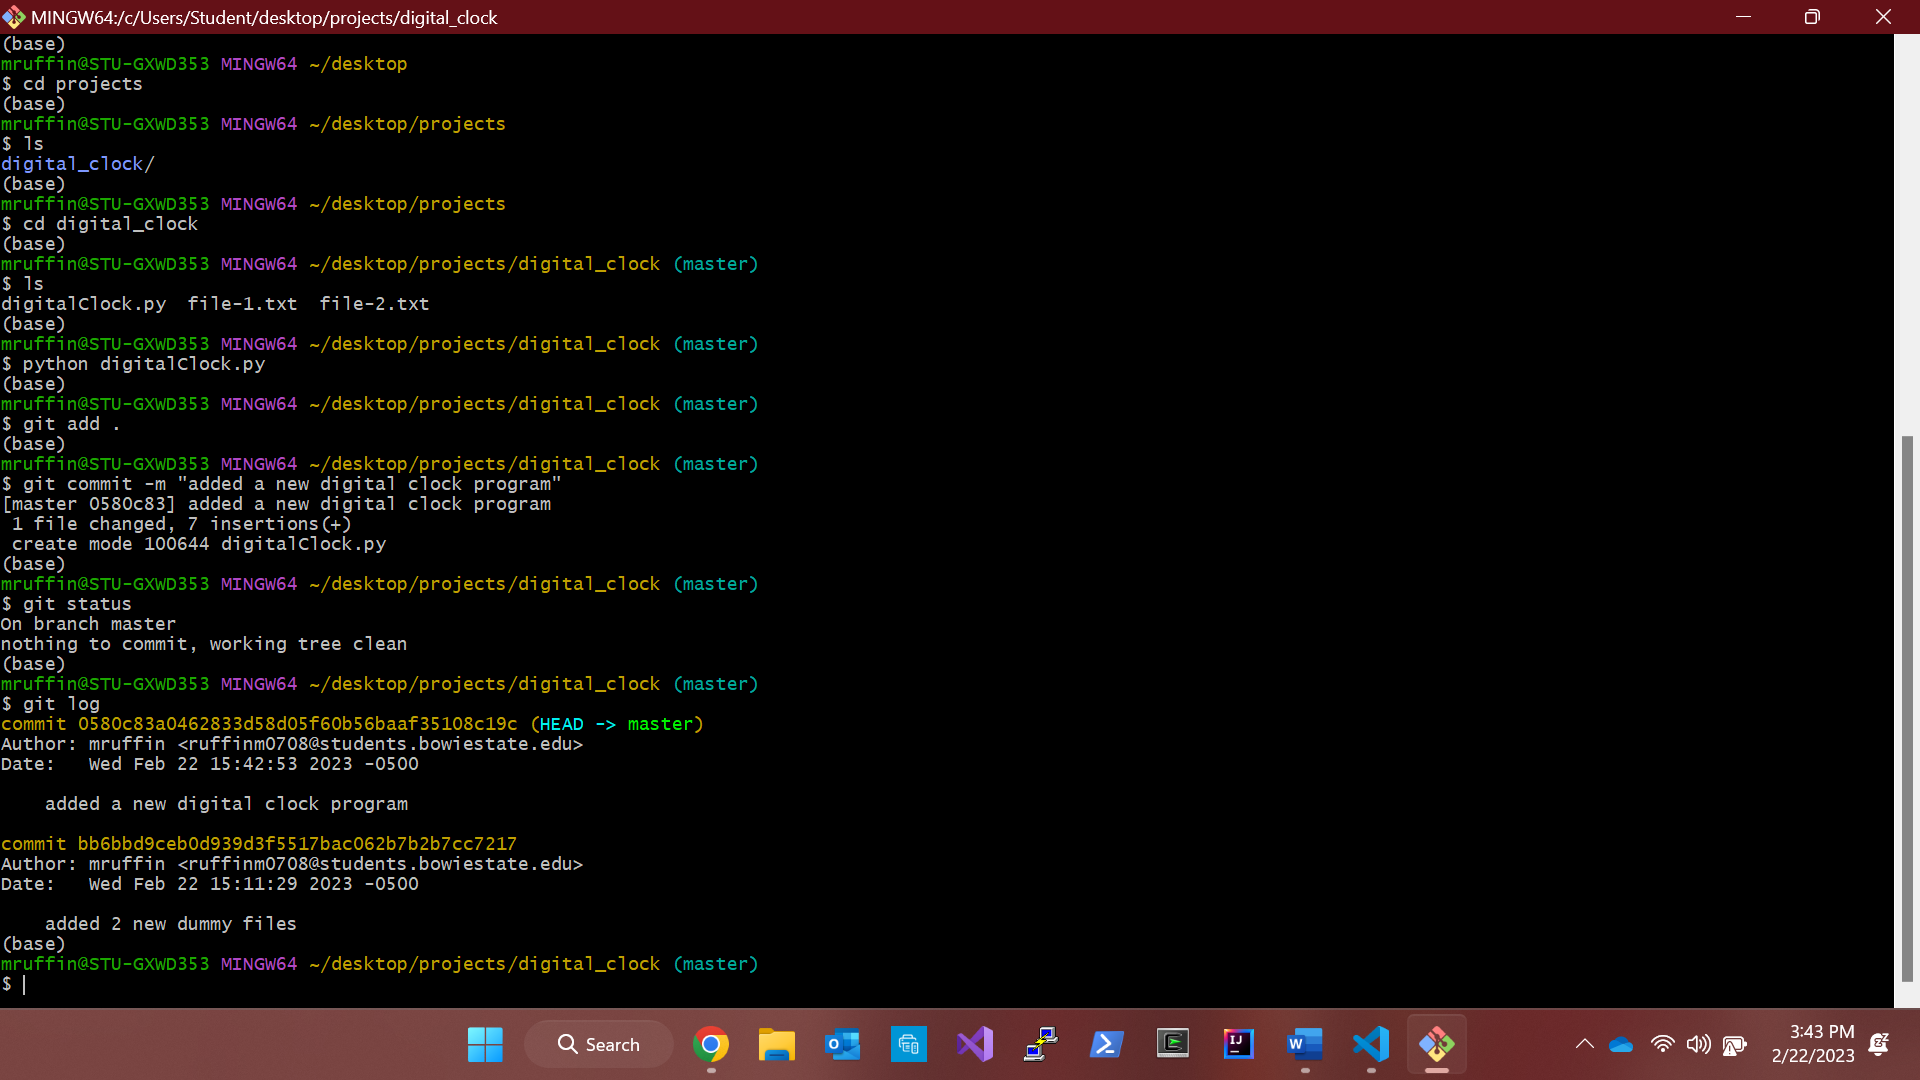 MINGW64:/c/Users/Student/desktop/projects/digital_clock
(base)
mruffin@STU-GXWD353 MINGW64 ~/desktop
$ cd projects
(base)
mruffin@STU-GXWD353 MINGW64 ~/desktop/projects
$ ls
digital_clock/
(base)
mruffin@STU-GXWD353 MINGW64 ~/desktop/projects
$ cd digital_clock
(base)
mruffin@STU-GXWD353 MINGW64 ~/desktop/projects/digital_clock (master)
$ ls
digitalClock.py  file-1.txt  file-2.txt
(base)
mruffin@STU-GXWD353 MINGW64 ~/desktop/projects/digital_clock (master)
$ python digitalClock.py
(base)
mruffin@STU-GXWD353 MINGW64 ~/desktop/projects/digital_clock (master)
$ git add .
(base)
mruffin@STU-GXWD353 MINGW64 ~/desktop/projects/digital_clock (master)
$ git commit -m "added a new digital clock program"
[master 0580c83] added a new digital clock program
 1 file changed, 7 insertions(+)
 create mode 100644 digitalClock.py
(base)
mruffin@STU-GXWD353 MINGW64 ~/desktop/projects/digital_clock (master)
$ git status
On branch master
nothing to commit, working tree clean
(base)
mruffin@STU-GXWD353 MINGW64 ~/desktop/projects/digital_clock (master)
$ git log
commit 0580c83a0462833d58d05f60b56baaf35108c19c (HEAD -> master)
Author: mruffin <ruffinm0708@students.bowiestate.edu>
Date:   Wed Feb 22 15:42:53 2023 -0500
    added a new digital clock program
commit bb6bbd9ceb0d939d3f5517bac062b7b2b7cc7217
Author: mruffin <ruffinm0708@students.bowiestate.edu>
Date:   Wed Feb 22 15:11:29 2023 -0500
    added 2 new dummy files
(base)
mruffin@STU-GXWD353 MINGW64 ~/desktop/projects/digital_clock (master)
$
Search
3:43 PM
2/22/2023